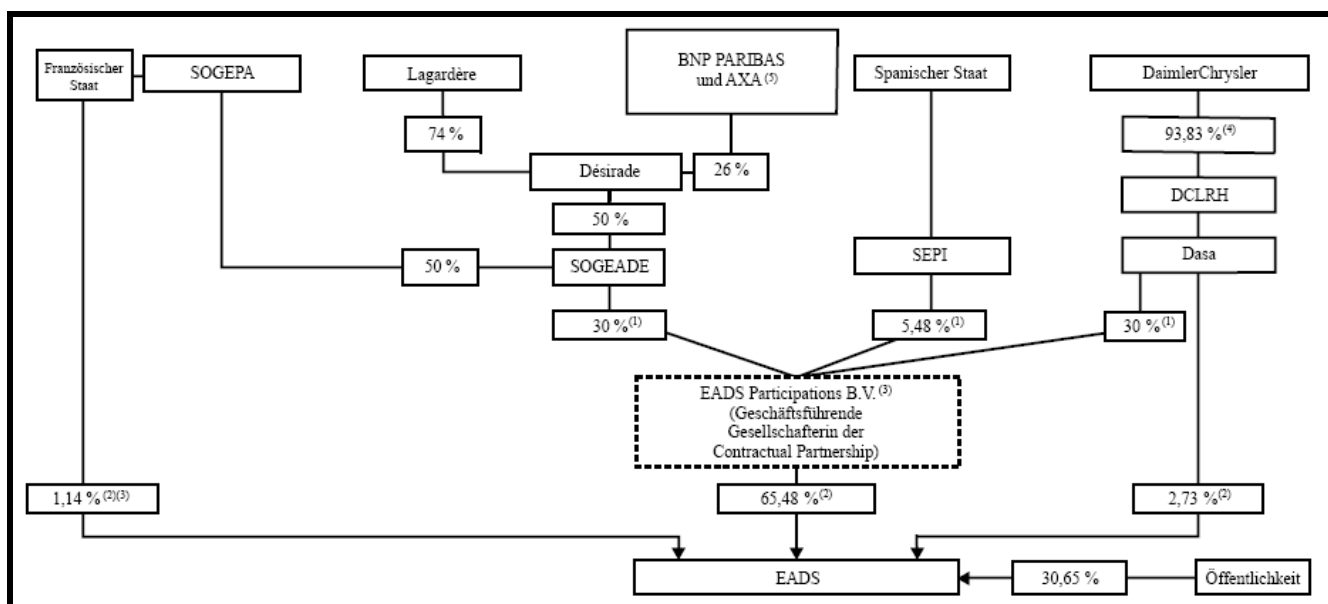 Französischer
Staat
SOGEPA
Lagardère
BNP PARIBAS
und AXA (5)
Spanischer Staat
DaimlerChrysler
74 %
93,83 % (4)
Désirade
26 %
DCLRH
50 %
50 %
SOGEADE
SEPI
Dasa
30 % (1)
5,48 % (1)
30 % (1)
EADS Participations B.V. (3)
(Geschäftsführende
Gesellschafterin der
Contractual Partnership)
1,14 % (2)(3)
65,48 % (2)
2,73 % (2)
EADS
30,65 %
Öffentlichkeit